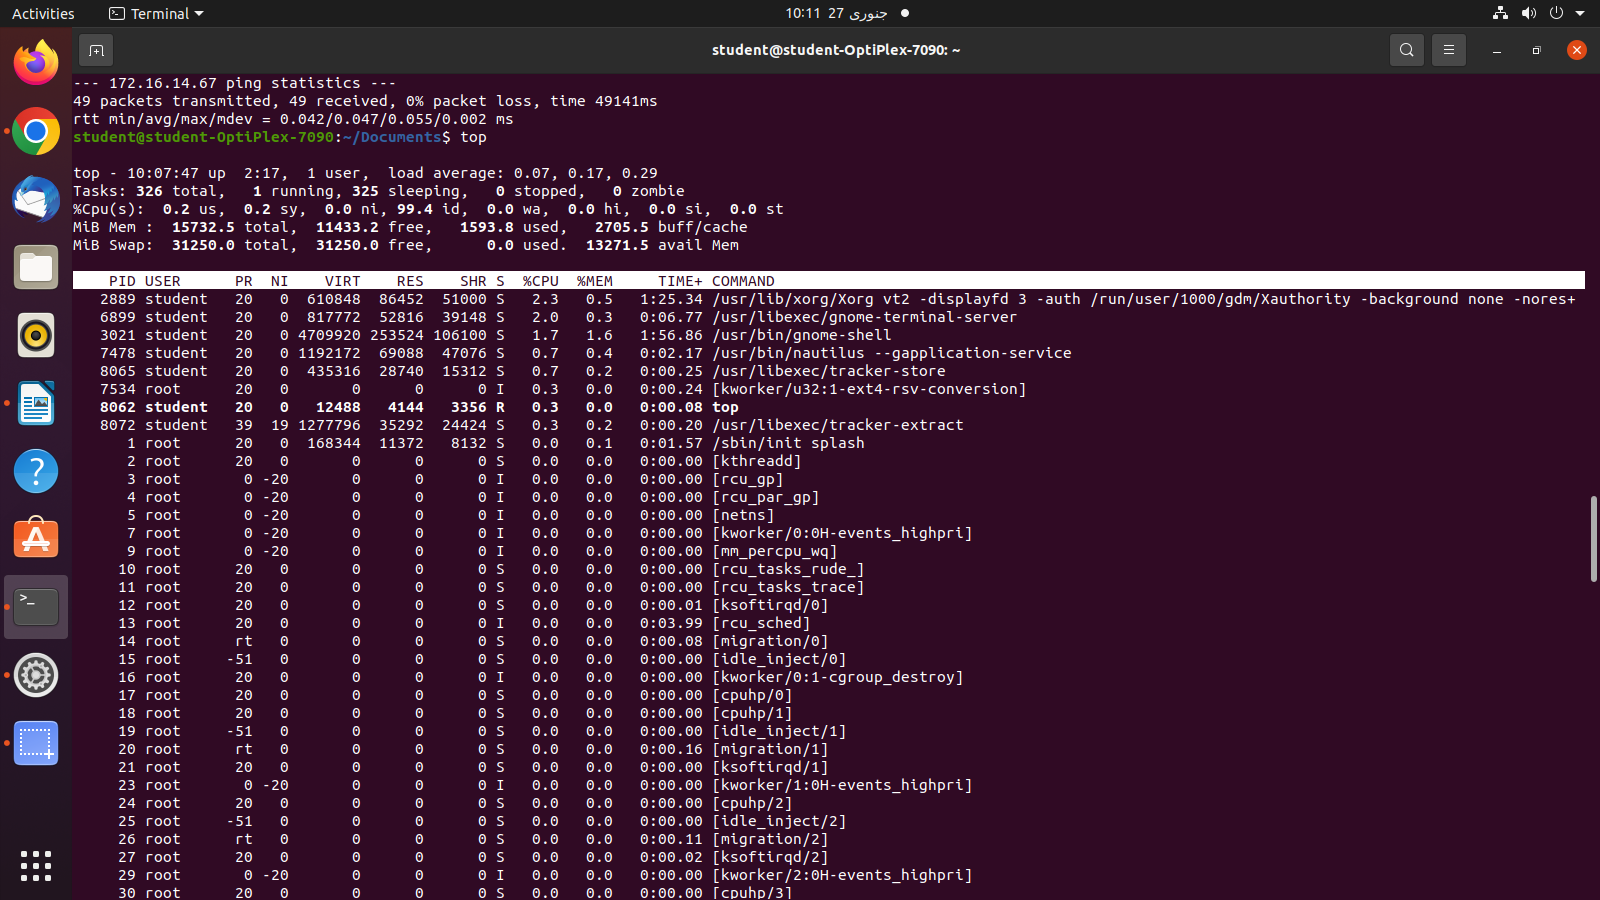 Activities Terminal 10:11 27 جنوری
student@student-OptiPlex-7090: ~
--- 172.16.14.67 ping statistics ---
49 packets transmitted, 49 received, 0% packet loss, time 49141ms
rtt min/avg/max/mdev = 0.042/0.047/0.055/0.002 ms
student@student-OptiPlex-7090:~/Documents$ top
top - 10:07:47 up  2:17,  1 user,  load average: 0.07, 0.17, 0.29
Tasks: 326 total,   1 running, 325 sleeping,   0 stopped,   0 zombie
%Cpu(s):  0.2 us,  0.2 sy,  0.0 ni, 99.4 id,  0.0 wa,  0.0 hi,  0.0 si,  0.0 st
MiB Mem :  15732.5 total,  11433.2 free,   1593.8 used,   2705.5 buff/cache
MiB Swap:  31250.0 total,  31250.0 free,      0.0 used.  13271.5 avail Mem
PID USER PR NI VIRT RES SHR S %CPU %MEM TIME+ COMMAND
2889 student 20 0 610848 86452 51000 S 2.3 0.5 1:25.34 /usr/lib/xorg/Xorg vt2 -displayfd 3 -auth /run/user/1000/gdm/Xauthority -background none -nores+
6899 student 20 0 817772 52816 39148 S 2.0 0.3 0:06.77 /usr/libexec/gnome-terminal-server
3021 student 20 0 4709920 253524 106100 S 1.7 1.6 1:56.86 /usr/bin/gnome-shell
7478 student 20 0 1192172 69088 47076 S 0.7 0.4 0:02.17 /usr/bin/nautilus --gapplication-service
8065 student 20 0 435316 28740 15312 S 0.7 0.2 0:00.25 /usr/libexec/tracker-store
7534 root 20 0 0 0 0 I 0.3 0.0 0:00.24 [kworker/u32:1-ext4-rsv-conversion]
8062 student 20 0 12488 4144 3356 R 0.3 0.0 0:00.08 top
8072 student 39 19 1277796 35292 24424 S 0.3 0.2 0:00.20 /usr/libexec/tracker-extract
1 root 20 0 168344 11372 8132 S 0.0 0.1 0:01.57 /sbin/init splash
2 root 20 0 0 0 0 S 0.0 0.0 0:00.00 [kthreadd]
3 root 0 -20 0 0 0 I 0.0 0.0 0:00.00 [rcu_gp]
4 root 0 -20 0 0 0 I 0.0 0.0 0:00.00 [rcu_par_gp]
5 root 0 -20 0 0 0 I 0.0 0.0 0:00.00 [netns]
7 root 0 -20 0 0 0 I 0.0 0.0 0:00.00 [kworker/0:0H-events_highpri]
9 root 0 -20 0 0 0 I 0.0 0.0 0:00.00 [mm_percpu_wq]
10 root 20 0 0 0 0 S 0.0 0.0 0:00.00 [rcu_tasks_rude_]
11 root 20 0 0 0 0 S 0.0 0.0 0:00.00 [rcu_tasks_trace]
12 root 20 0 0 0 0 S 0.0 0.0 0:00.01 [ksoftirqd/0]
13 root 20 0 0 0 0 I 0.0 0.0 0:03.99 [rcu_sched]
14 root rt 0 0 0 0 S 0.0 0.0 0:00.08 [migration/0]
15 root -51 0 0 0 0 S 0.0 0.0 0:00.00 [idle_inject/0]
16 root 20 0 0 0 0 I 0.0 0.0 0:00.00 [kworker/0:1-cgroup_destroy]
17 root 20 0 0 0 0 S 0.0 0.0 0:00.00 [cpuhp/0]
18 root 20 0 0 0 0 S 0.0 0.0 0:00.00 [cpuhp/1]
19 root -51 0 0 0 0 S 0.0 0.0 0:00.00 [idle_inject/1]
20 root rt 0 0 0 0 S 0.0 0.0 0:00.16 [migration/1]
21 root 20 0 0 0 0 S 0.0 0.0 0:00.00 [ksoftirqd/1]
23 root 0 -20 0 0 0 I 0.0 0.0 0:00.00 [kworker/1:0H-events_highpri]
24 root 20 0 0 0 0 S 0.0 0.0 0:00.00 [cpuhp/2]
25 root -51 0 0 0 0 S 0.0 0.0 0:00.00 [idle_inject/2]
26 root rt 0 0 0 0 S 0.0 0.0 0:00.11 [migration/2]
27 root 20 0 0 0 0 S 0.0 0.0 0:00.02 [ksoftirqd/2]
29 root 0 -20 0 0 0 I 0.0 0.0 0:00.00 [kworker/2:0H-events_highpri]
30 root 20 0 0 0 0 S 0.0 0.0 0:00.00 [cpuhp/3]